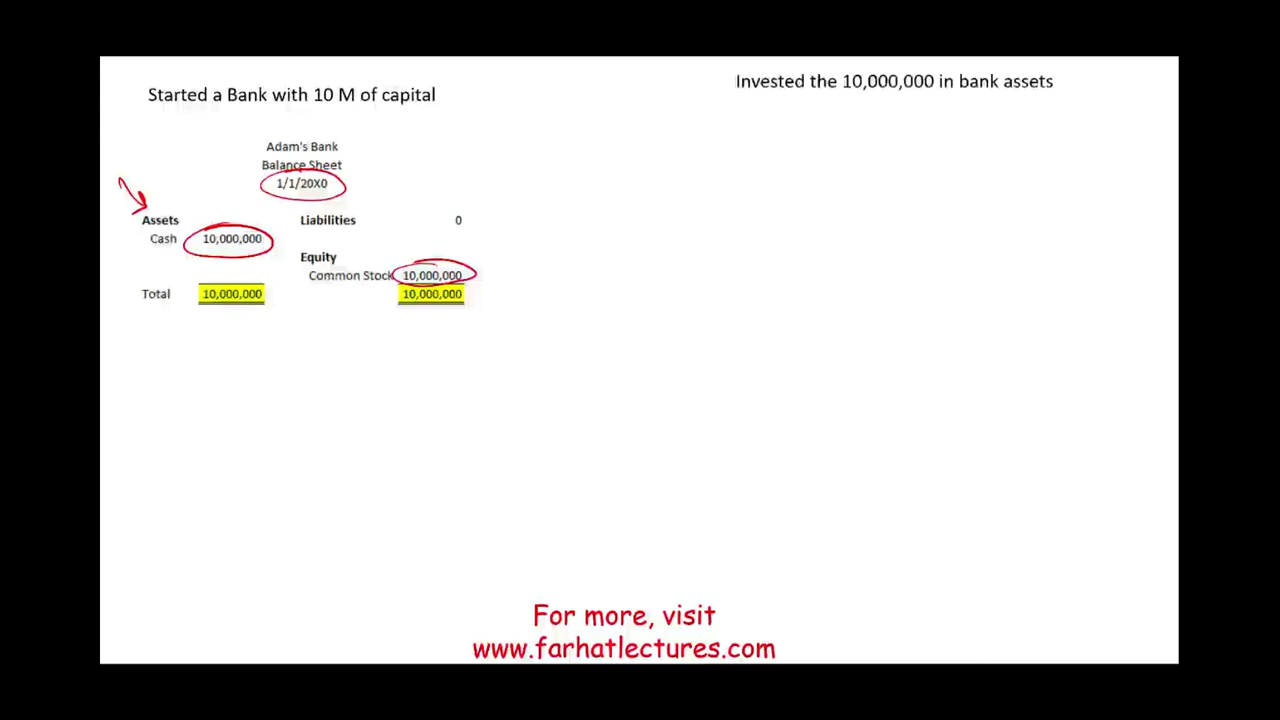 Started a Bank with 10 M of capital
Invested the 10,000,000 in bank assets
Adam's Bank
Balance Sheet
1/1/20X0
Assets Liabilities 0
Cash 10,000,000
Equity
Common Stock 10,000,000
Total 10,000,000 10,000,000
For more, visit
www.farhatlectures.com